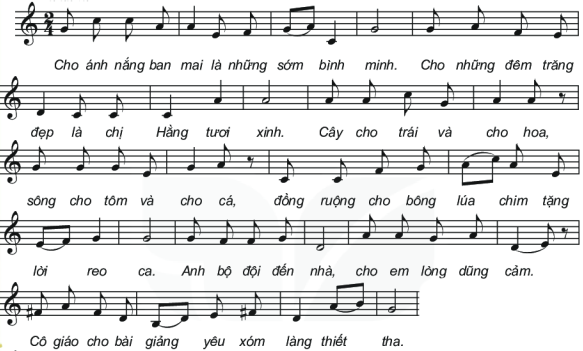 2
4
Cho ánh nắng ban mai là những sớm bình minh. Cho những đêm trăng
đẹp là chị Hằng tươi xinh. Cây cho trái và cho hoa,
sông cho tôm và cho cá, đồng ruộng cho bông lúa chim tặng
lời reo ca. Anh bộ đội đến nhà, cho em lòng dũng cảm.
Cô giáo cho bài giảng yêu xóm làng thiết tha.